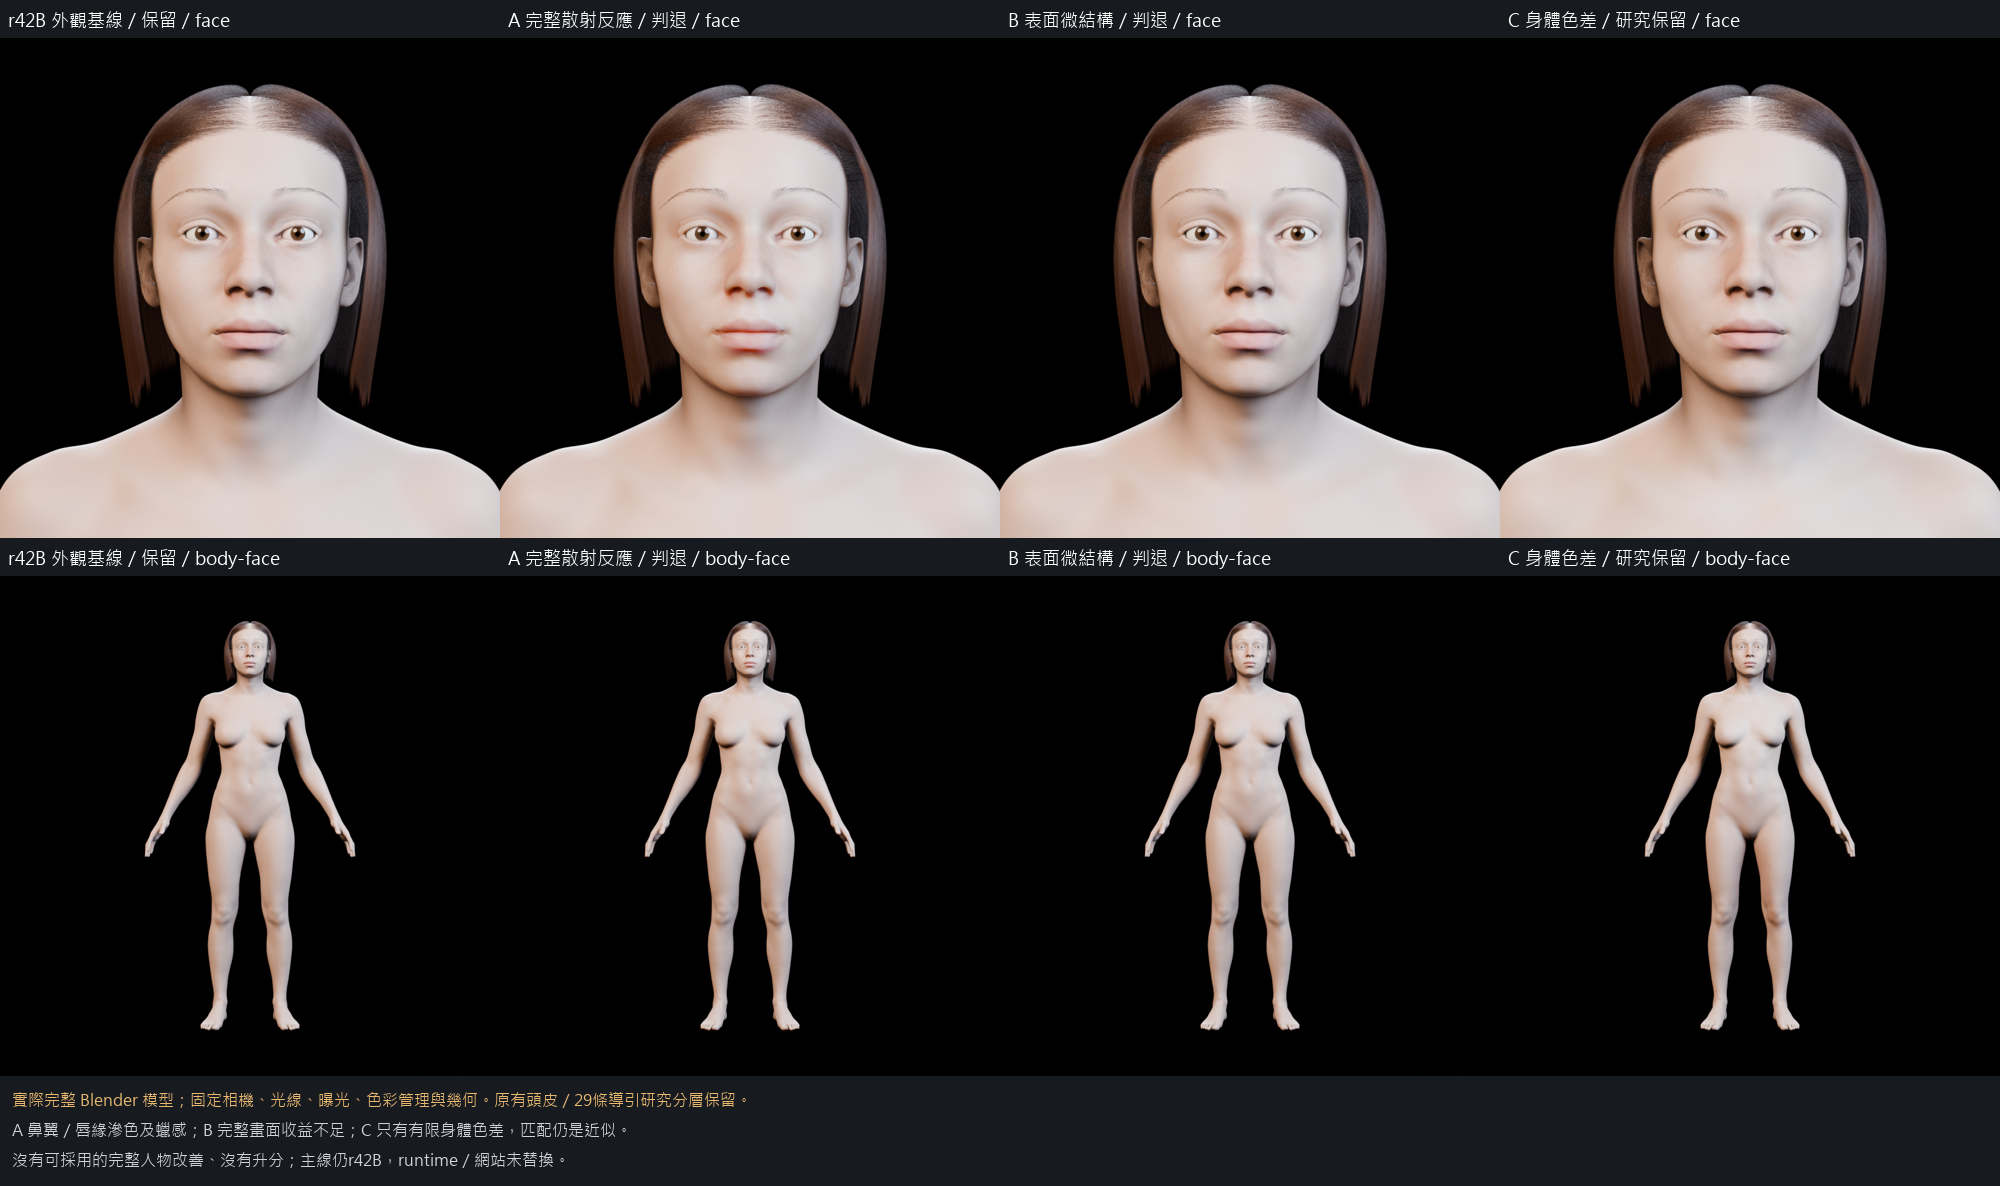 r42B 外觀基線 / 保留 / face
A 完整散射反應 / 判退 / face
B 表面微結構 / 判退 / face
C 身體色差 / 研究保留 / face
r42B 外觀基線 / 保留 / body-face
A 完整散射反應 / 判退 / body-face
B 表面微結構 / 判退 / body-face
C 身體色差 / 研究保留 / body-face
實際完整 Blender 模型；固定相機、光線、曝光、色彩管理與幾何。原有頭皮 / 29條導引研究分層保留。
A 鼻翼 / 唇緣滲色及蠟感；B 完整畫面收益不足；C 只有有限身體色差，匹配仍是近似。
沒有可採用的完整人物改善、沒有升分；主線仍r42B，runtime / 網站未替換。